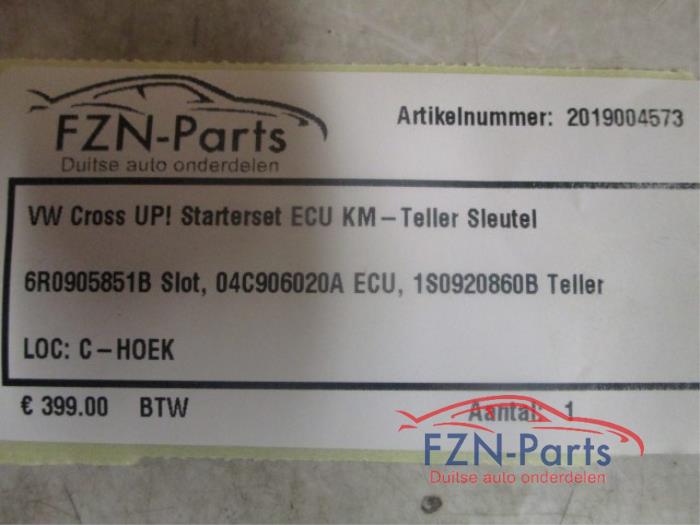 FZN-Parts
Duitse auto onderdelen
Artikelnummer: 2019004573
VW Cross UP! Starterset ECU KM-Teller Sleutel
6R0905851B Slot, 04C906020A ECU, 1S0920860B Teller
LOC: C-HOEK
€ 399.00 BTW
Aantal: 1
FZN-Parts
Duitse auto onderdelen